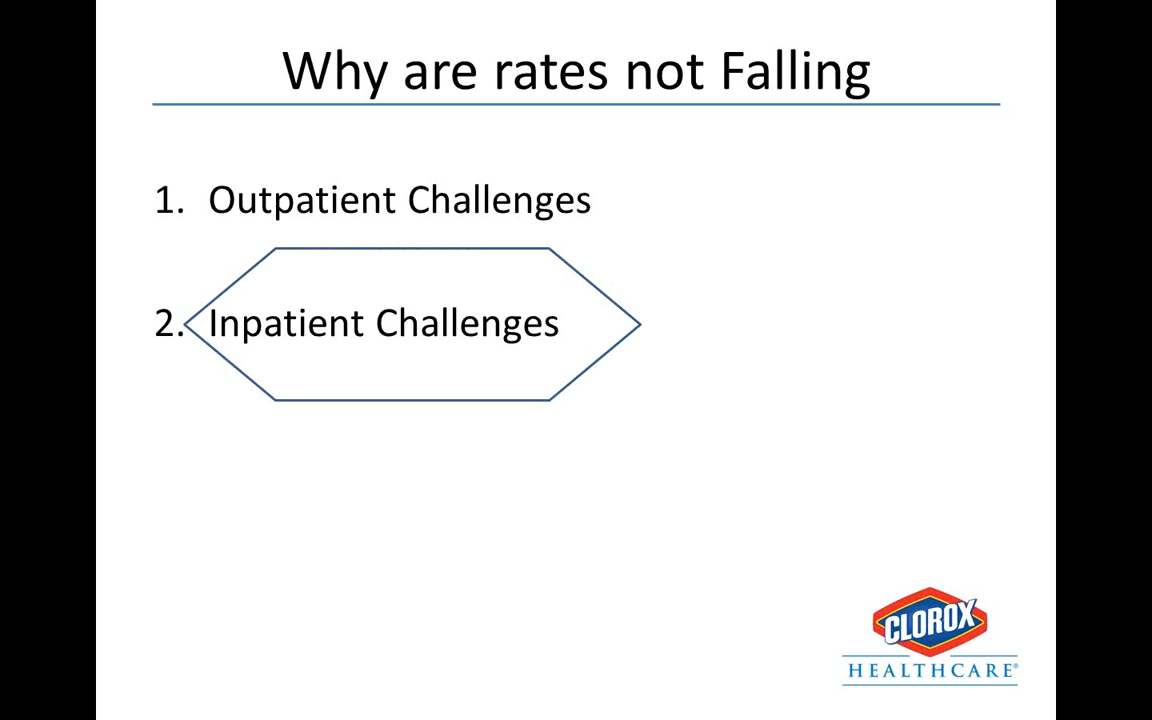 Why are rates not Falling
1. Outpatient Challenges
2. Inpatient Challenges
CLOROX
HEALTHCARE®